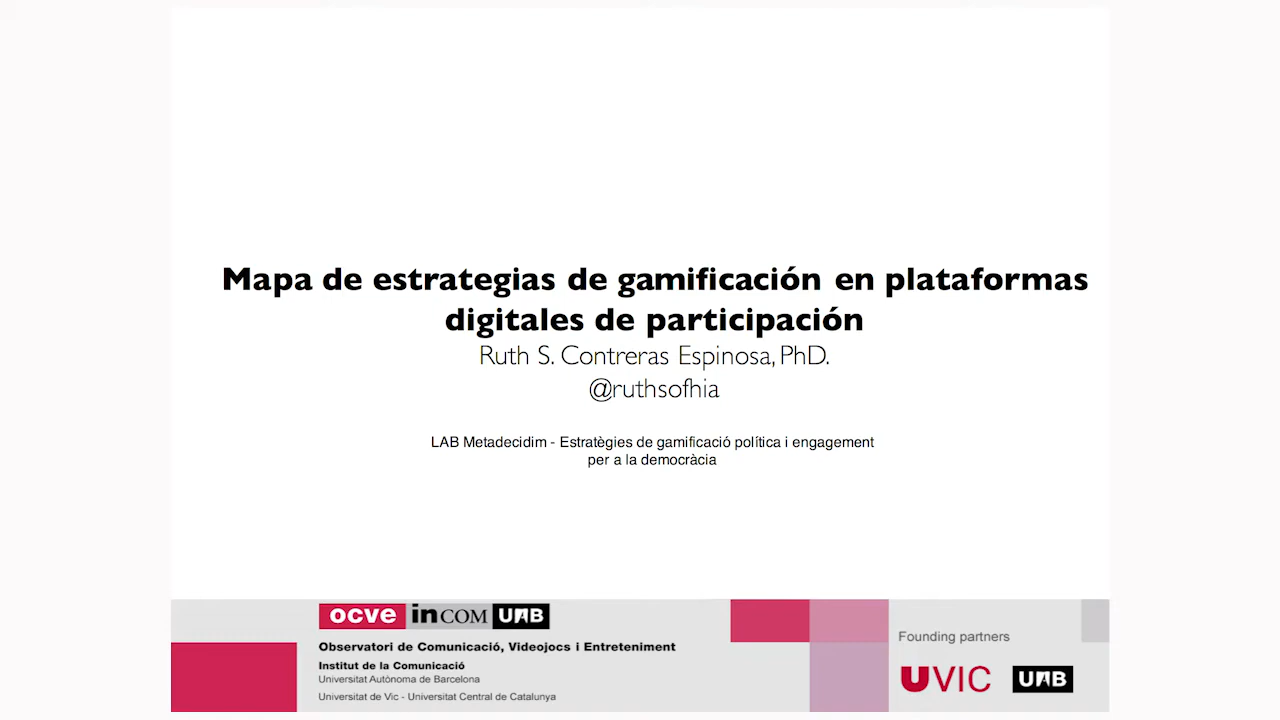 Mapa de estrategias de gamificación en plataformas
digitales de participación
Ruth S. Contreras Espinosa, PhD.
@ruthsofhia
LAB Metadecidim - Estratègies de gamificació política i engagement
per a la democràcia
ocve inCOM UAB
Observatori de Comunicació, Videojocs i Entreteniment
Institut de la Comunicació
Universitat Autònoma de Barcelona
Universitat de Vic - Universitat Central de Catalunya
Founding partners
UVIC UAB